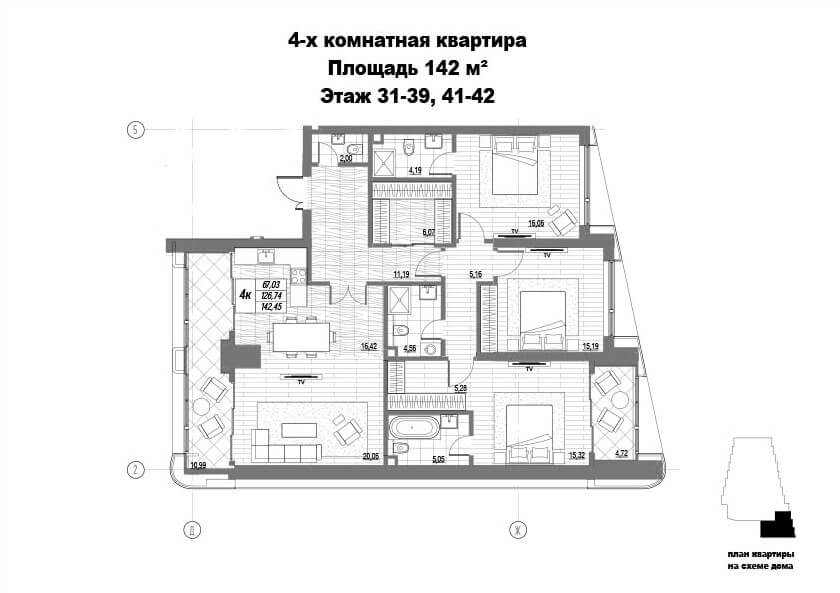 4-х комнатная квартира
Площадь 142 м²
Этаж 31-39, 41-42
5
2,00
4,19
16,06
TV
6,07
11,19
5,16
TV
4к
67,03
126,74
142,45
16,42
4,56
15,19
TV
5,28
10,99
20,06
5,05
15,32
4,72
2
Д
Ж
план квартиры
на схеме дома